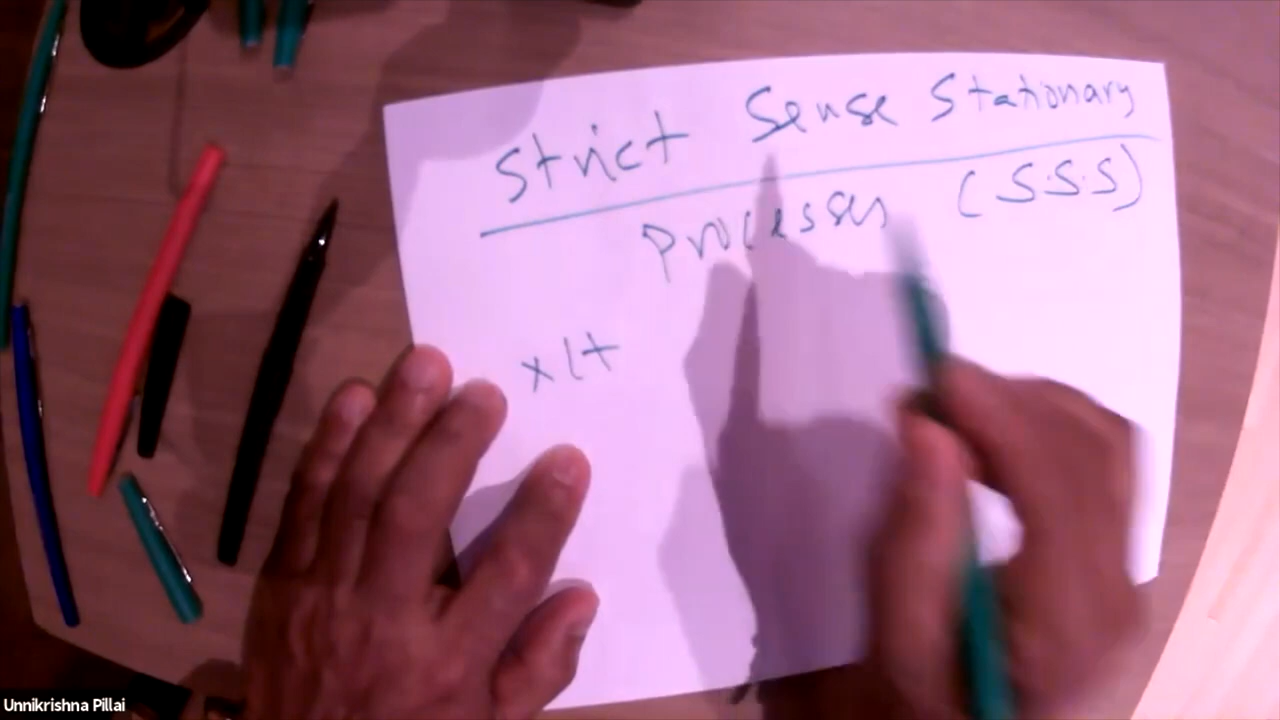 Strict Sense Stationary
Processes (S.S.S)
x(t
Unnikrishna Pillai